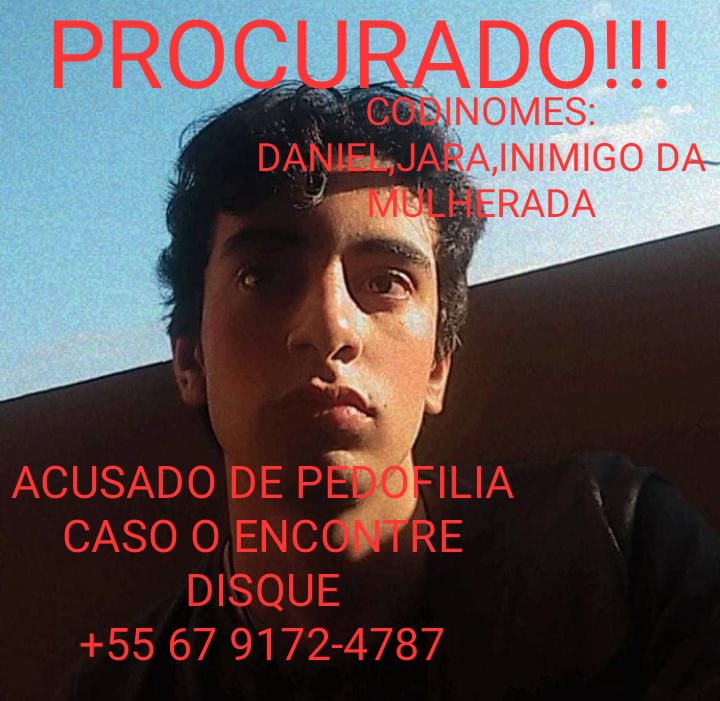 PROCURADO!!!
CODINOMES:
DANIEL,JARA,INIMIGO DA
MULHERADA
ACUSADO DE PEDOFILIA
CASO O ENCONTRE
DISQUE
+55 67 9172-4787